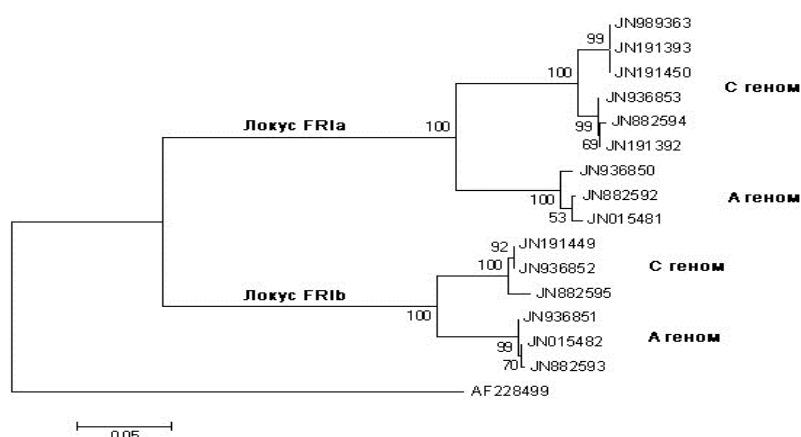 JN989363
99
JN191393
100
JN191450
С геном
JN936853
Локус FRIa
100
99
JN882594
69
JN191392
JN936850
100
JN882592
А геном
53
JN015481
92
JN191449
100
JN936852
С геном
JN882595
Локус FRIb
100
JN936851
99
JN015482
А геном
70
JN882593
AF228499
0.05